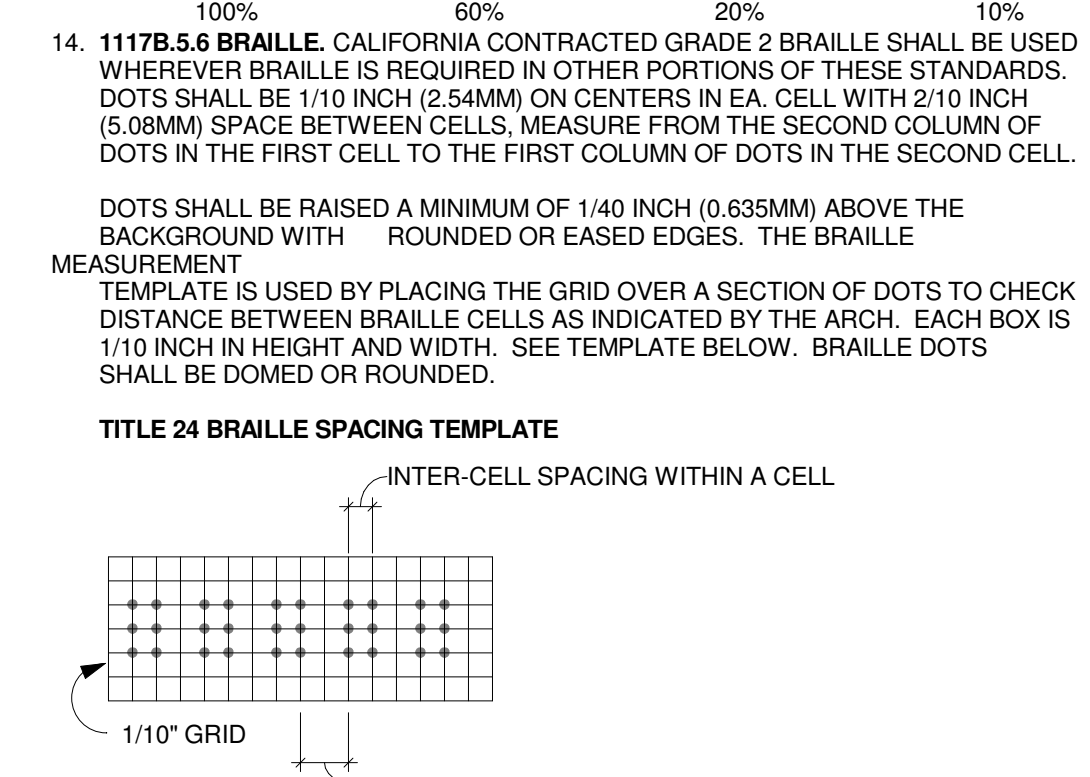 100% 60% 20% 10%
14. 1117B.5.6 BRAILLE. CALIFORNIA CONTRACTED GRADE 2 BRAILLE SHALL BE USED
WHEREVER BRAILLE IS REQUIRED IN OTHER PORTIONS OF THESE STANDARDS.
DOTS SHALL BE 1/10 INCH (2.54MM) ON CENTERS IN EA. CELL WITH 2/10 INCH
(5.08MM) SPACE BETWEEN CELLS, MEASURE FROM THE SECOND COLUMN OF
DOTS IN THE FIRST CELL TO THE FIRST COLUMN OF DOTS IN THE SECOND CELL.
DOTS SHALL BE RAISED A MINIMUM OF 1/40 INCH (0.635MM) ABOVE THE
BACKGROUND WITH ROUNDED OR EASED EDGES. THE BRAILLE
MEASUREMENT
TEMPLATE IS USED BY PLACING THE GRID OVER A SECTION OF DOTS TO CHECK
DISTANCE BETWEEN BRAILLE CELLS AS INDICATED BY THE ARCH. EACH BOX IS
1/10 INCH IN HEIGHT AND WIDTH. SEE TEMPLATE BELOW. BRAILLE DOTS
SHALL BE DOMED OR ROUNDED.
TITLE 24 BRAILLE SPACING TEMPLATE
INTER-CELL SPACING WITHIN A CELL
1/10" GRID